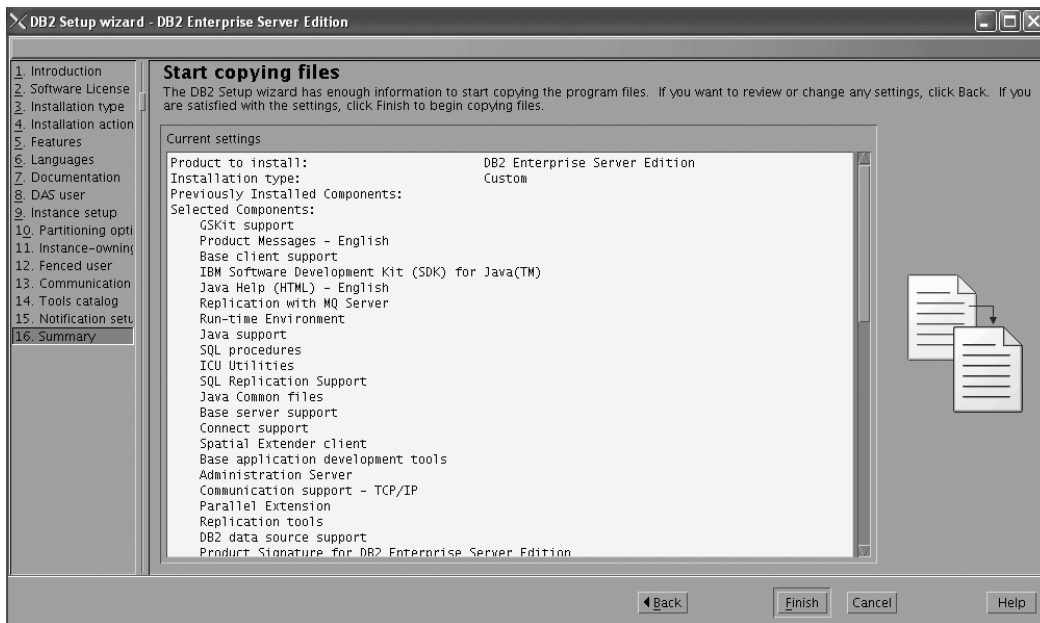 DB2 Setup wizard - DB2 Enterprise Server Edition
1. Introduction
2. Software License
3. Installation type
4. Installation action
5. Features
6. Languages
7. Documentation
8. DAS user
9. Instance setup
10. Partitioning opti
11. Instance-owning
12. Fenced user
13. Communication
14. Tools catalog
15. Notification setu
16. Summary
Start copying files
The DB2 Setup wizard has enough information to start copying the program files. If you want to review or change any settings, click Back. If you
are satisfied with the settings, click Finish to begin copying files.
Current settings
Product to install: DB2 Enterprise Server Edition
Installation type: Custom
Previously Installed Components:
Selected Components:
GSKit support
Product Messages - English
Base client support
IBM Software Development Kit (SDK) for Java(TM)
Java Help (HTML) - English
Replication with MQ Server
Run-time Environment
Java support
SQL procedures
ICU Utilities
SQL Replication Support
Java Common files
Base server support
Connect support
Spatial Extender client
Base application development tools
Administration Server
Communication support - TCP/IP
Parallel Extension
Replication tools
DB2 data source support
Product Signature for DB2 Enterprise Server Edition
Back
Finish
Cancel
Help